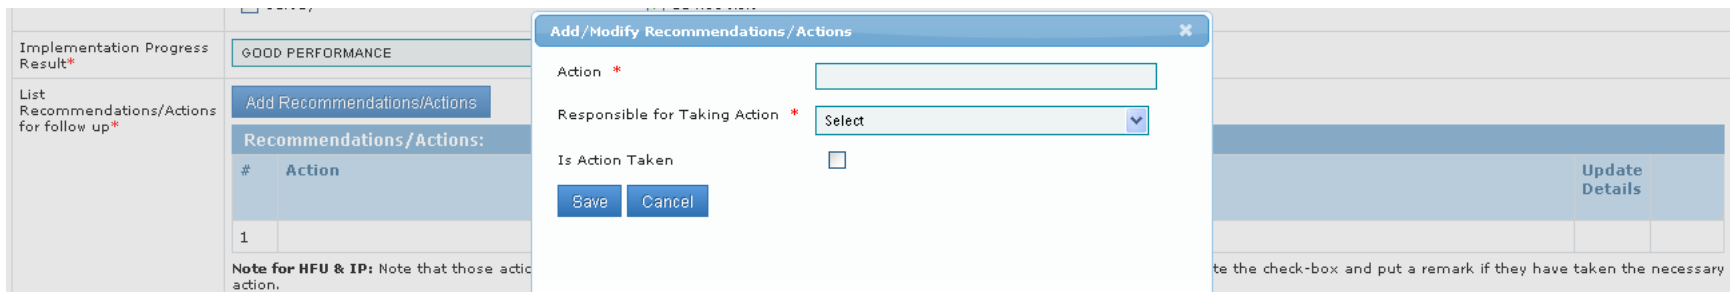 Add/Modify Recommendations/Actions
Implementation Progress
Result*
GOOD PERFORMANCE
Action *
List
Recommendations/Actions
for follow up*
Add Recommendations/Actions
Responsible for Taking Action *
Select
Recommendations/Actions:
Is Action Taken
# Action
Update
Details
Save Cancel
1
Note for HFU & IP: Note that those
te the check-box and put a remark if they have taken the necessary
action.